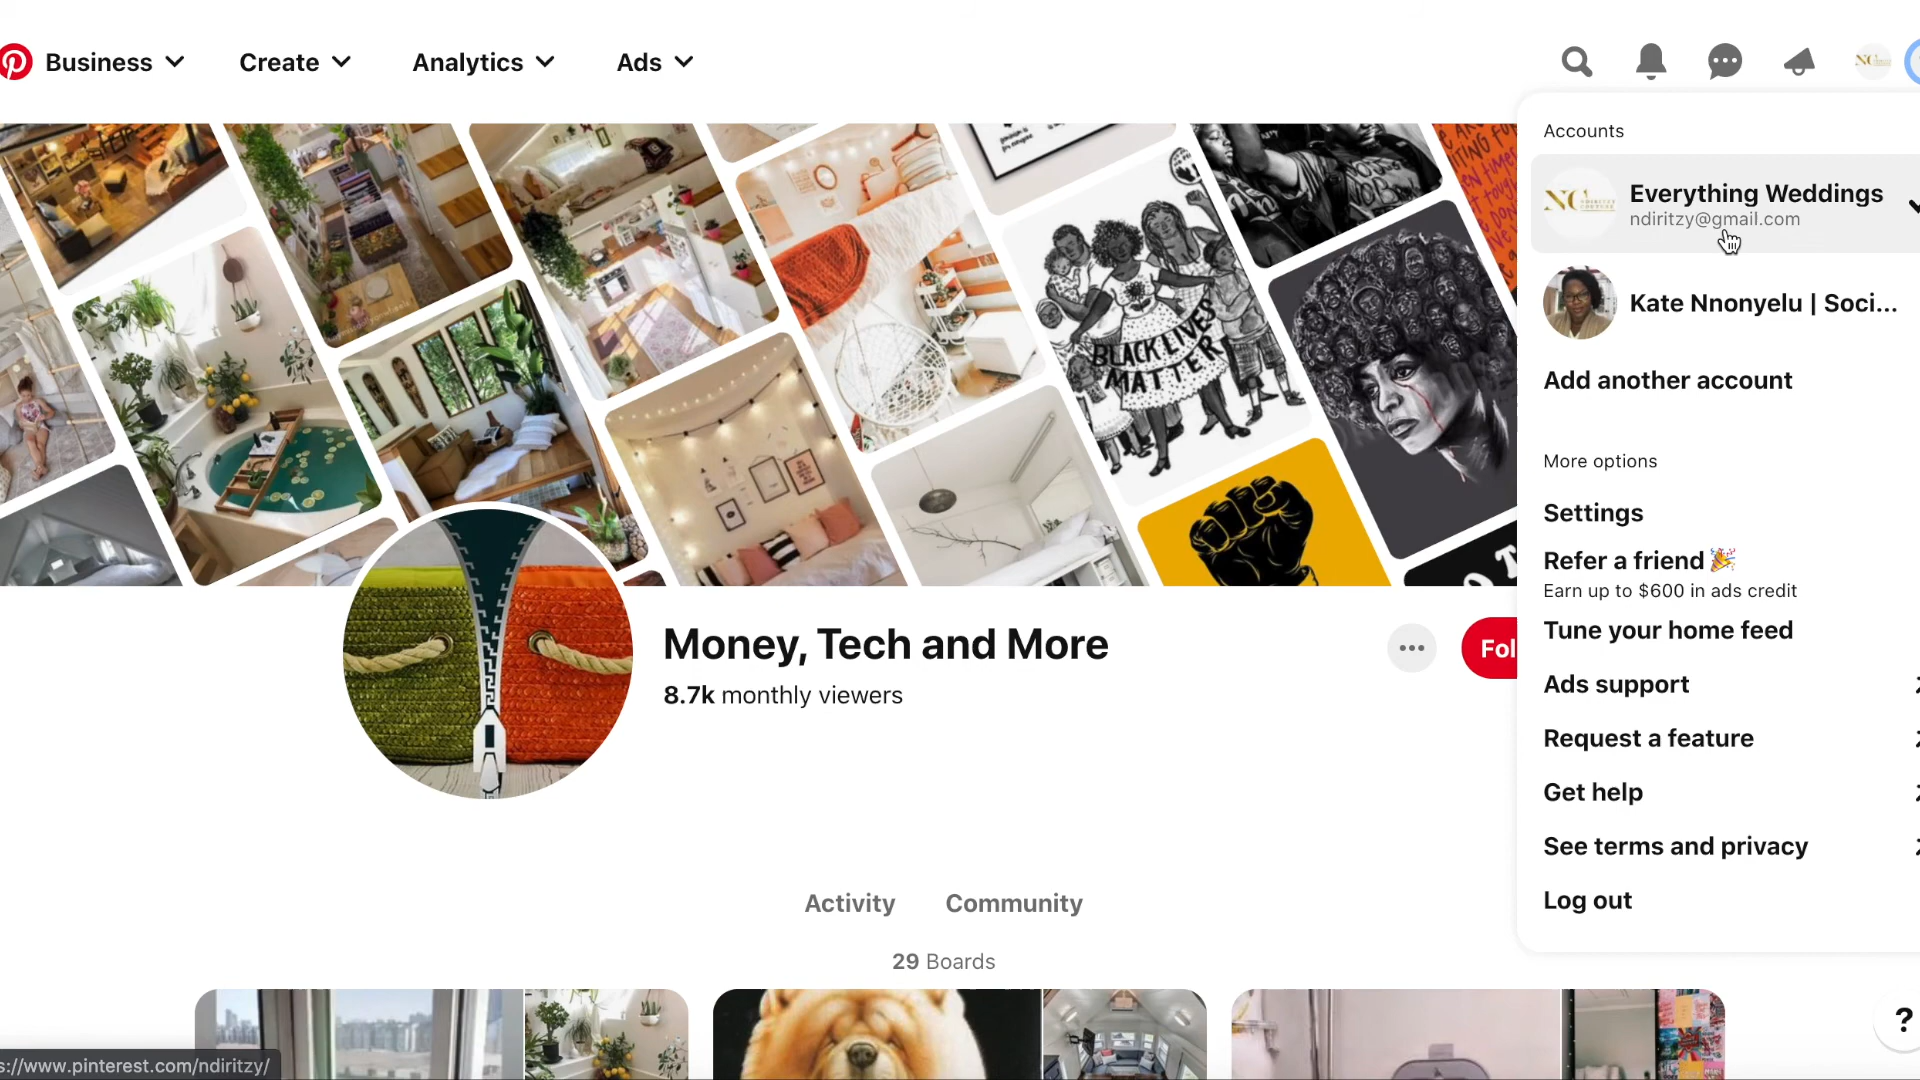 Business
Create
Analytics
Ads
NC
Accounts
Everything Weddings
ndiritzy@gmail.com
Kate Nnonyelu | Soci...
Add another account
More options
Settings
Refer a friend 🎉
Earn up to $600 in ads credit
Tune your home feed
Ads support
Request a feature
Get help
See terms and privacy
Log out
BLACK LIVES
MATTER
Money, Tech and More
8.7k monthly viewers
Fol
Activity
Community
29 Boards
s://www.pinterest.com/ndiritzy/
?